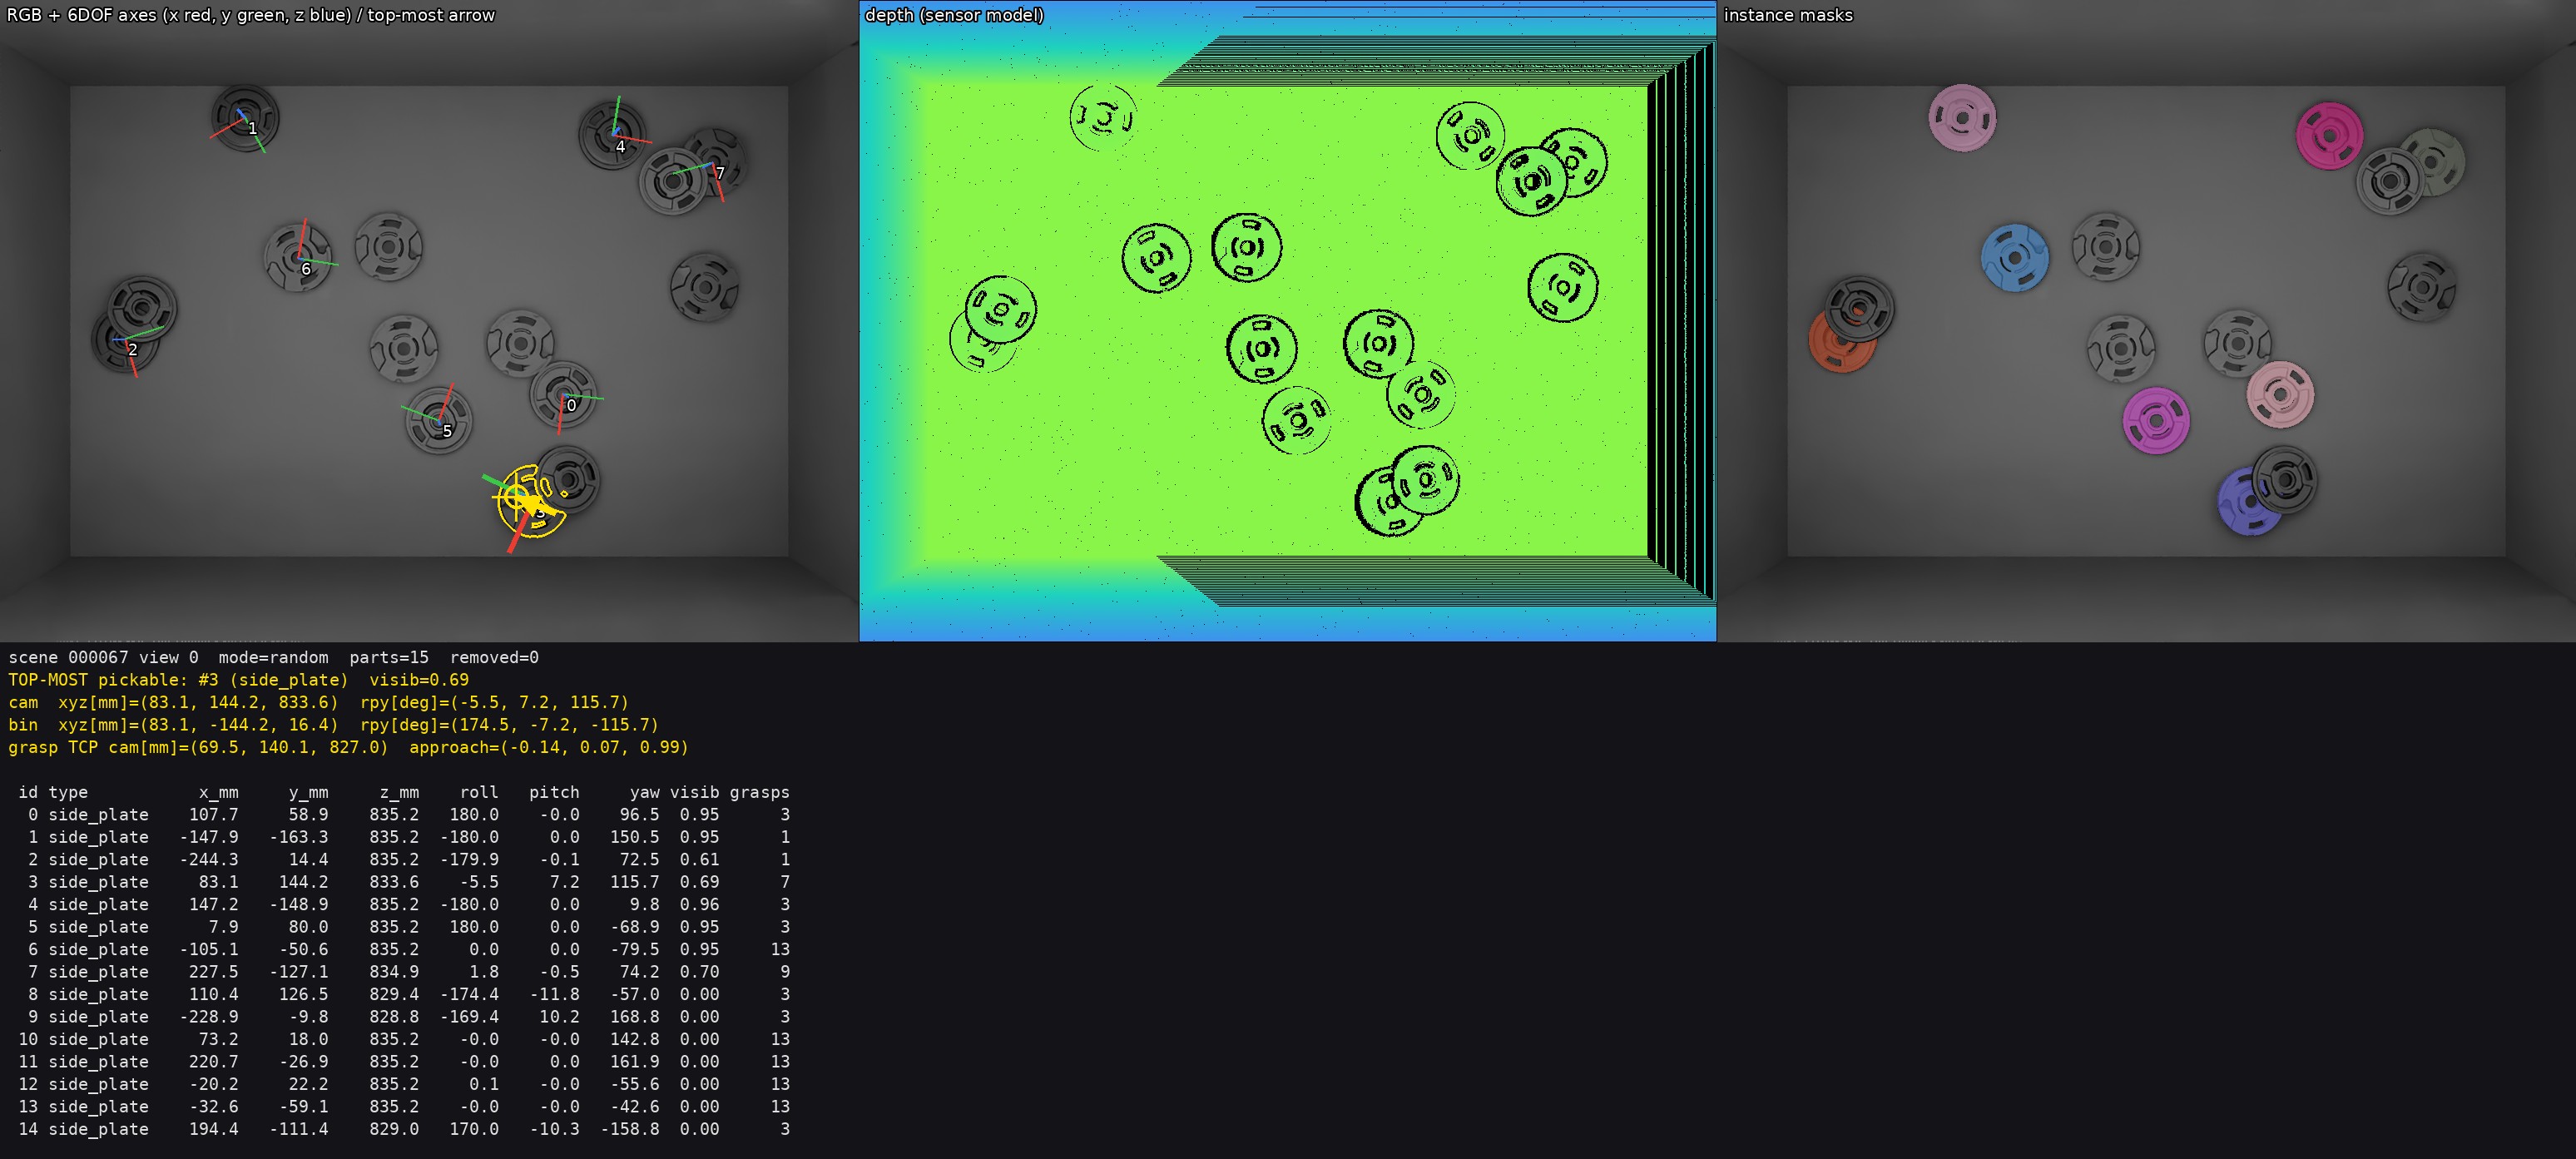 RGB + 6DOF axes (x red, y green, z blue) / top-most arrow
depth (sensor model)
instance masks
1
4
7
6
2
0
5
3
scene 000067 view 0  mode=random  parts=15  removed=0
TOP-MOST pickable: #3 (side_plate)  visib=0.69
cam  xyz[mm]=(83.1, 144.2, 833.6)  rpy[deg]=(-5.5, 7.2, 115.7)
bin  xyz[mm]=(83.1, -144.2, 16.4)  rpy[deg]=(174.5, -7.2, -115.7)
grasp TCP cam[mm]=(69.5, 140.1, 827.0)  approach=(-0.14, 0.07, 0.99)
id type x_mm y_mm z_mm roll pitch yaw visib grasps
0 side_plate 107.7 58.9 835.2 180.0 -0.0 96.5 0.95 3
1 side_plate -147.9 -163.3 835.2 -180.0 0.0 150.5 0.95 1
2 side_plate -244.3 14.4 835.2 -179.9 -0.1 72.5 0.61 1
3 side_plate 83.1 144.2 833.6 -5.5 7.2 115.7 0.69 7
4 side_plate 147.2 -148.9 835.2 -180.0 0.0 9.8 0.96 3
5 side_plate 7.9 80.0 835.2 180.0 0.0 -68.9 0.95 3
6 side_plate -105.1 -50.6 835.2 0.0 0.0 -79.5 0.95 13
7 side_plate 227.5 -127.1 834.9 1.8 -0.5 74.2 0.70 9
8 side_plate 110.4 126.5 829.4 -174.4 -11.8 -57.0 0.00 3
9 side_plate -228.9 -9.8 828.8 -169.4 10.2 168.8 0.00 3
10 side_plate 73.2 18.0 835.2 -0.0 -0.0 142.8 0.00 13
11 side_plate 220.7 -26.9 835.2 -0.0 0.0 161.9 0.00 13
12 side_plate -20.2 22.2 835.2 0.1 -0.0 -55.6 0.00 13
13 side_plate -32.6 -59.1 835.2 -0.0 -0.0 -42.6 0.00 13
14 side_plate 194.4 -111.4 829.0 170.0 -10.3 -158.8 0.00 3